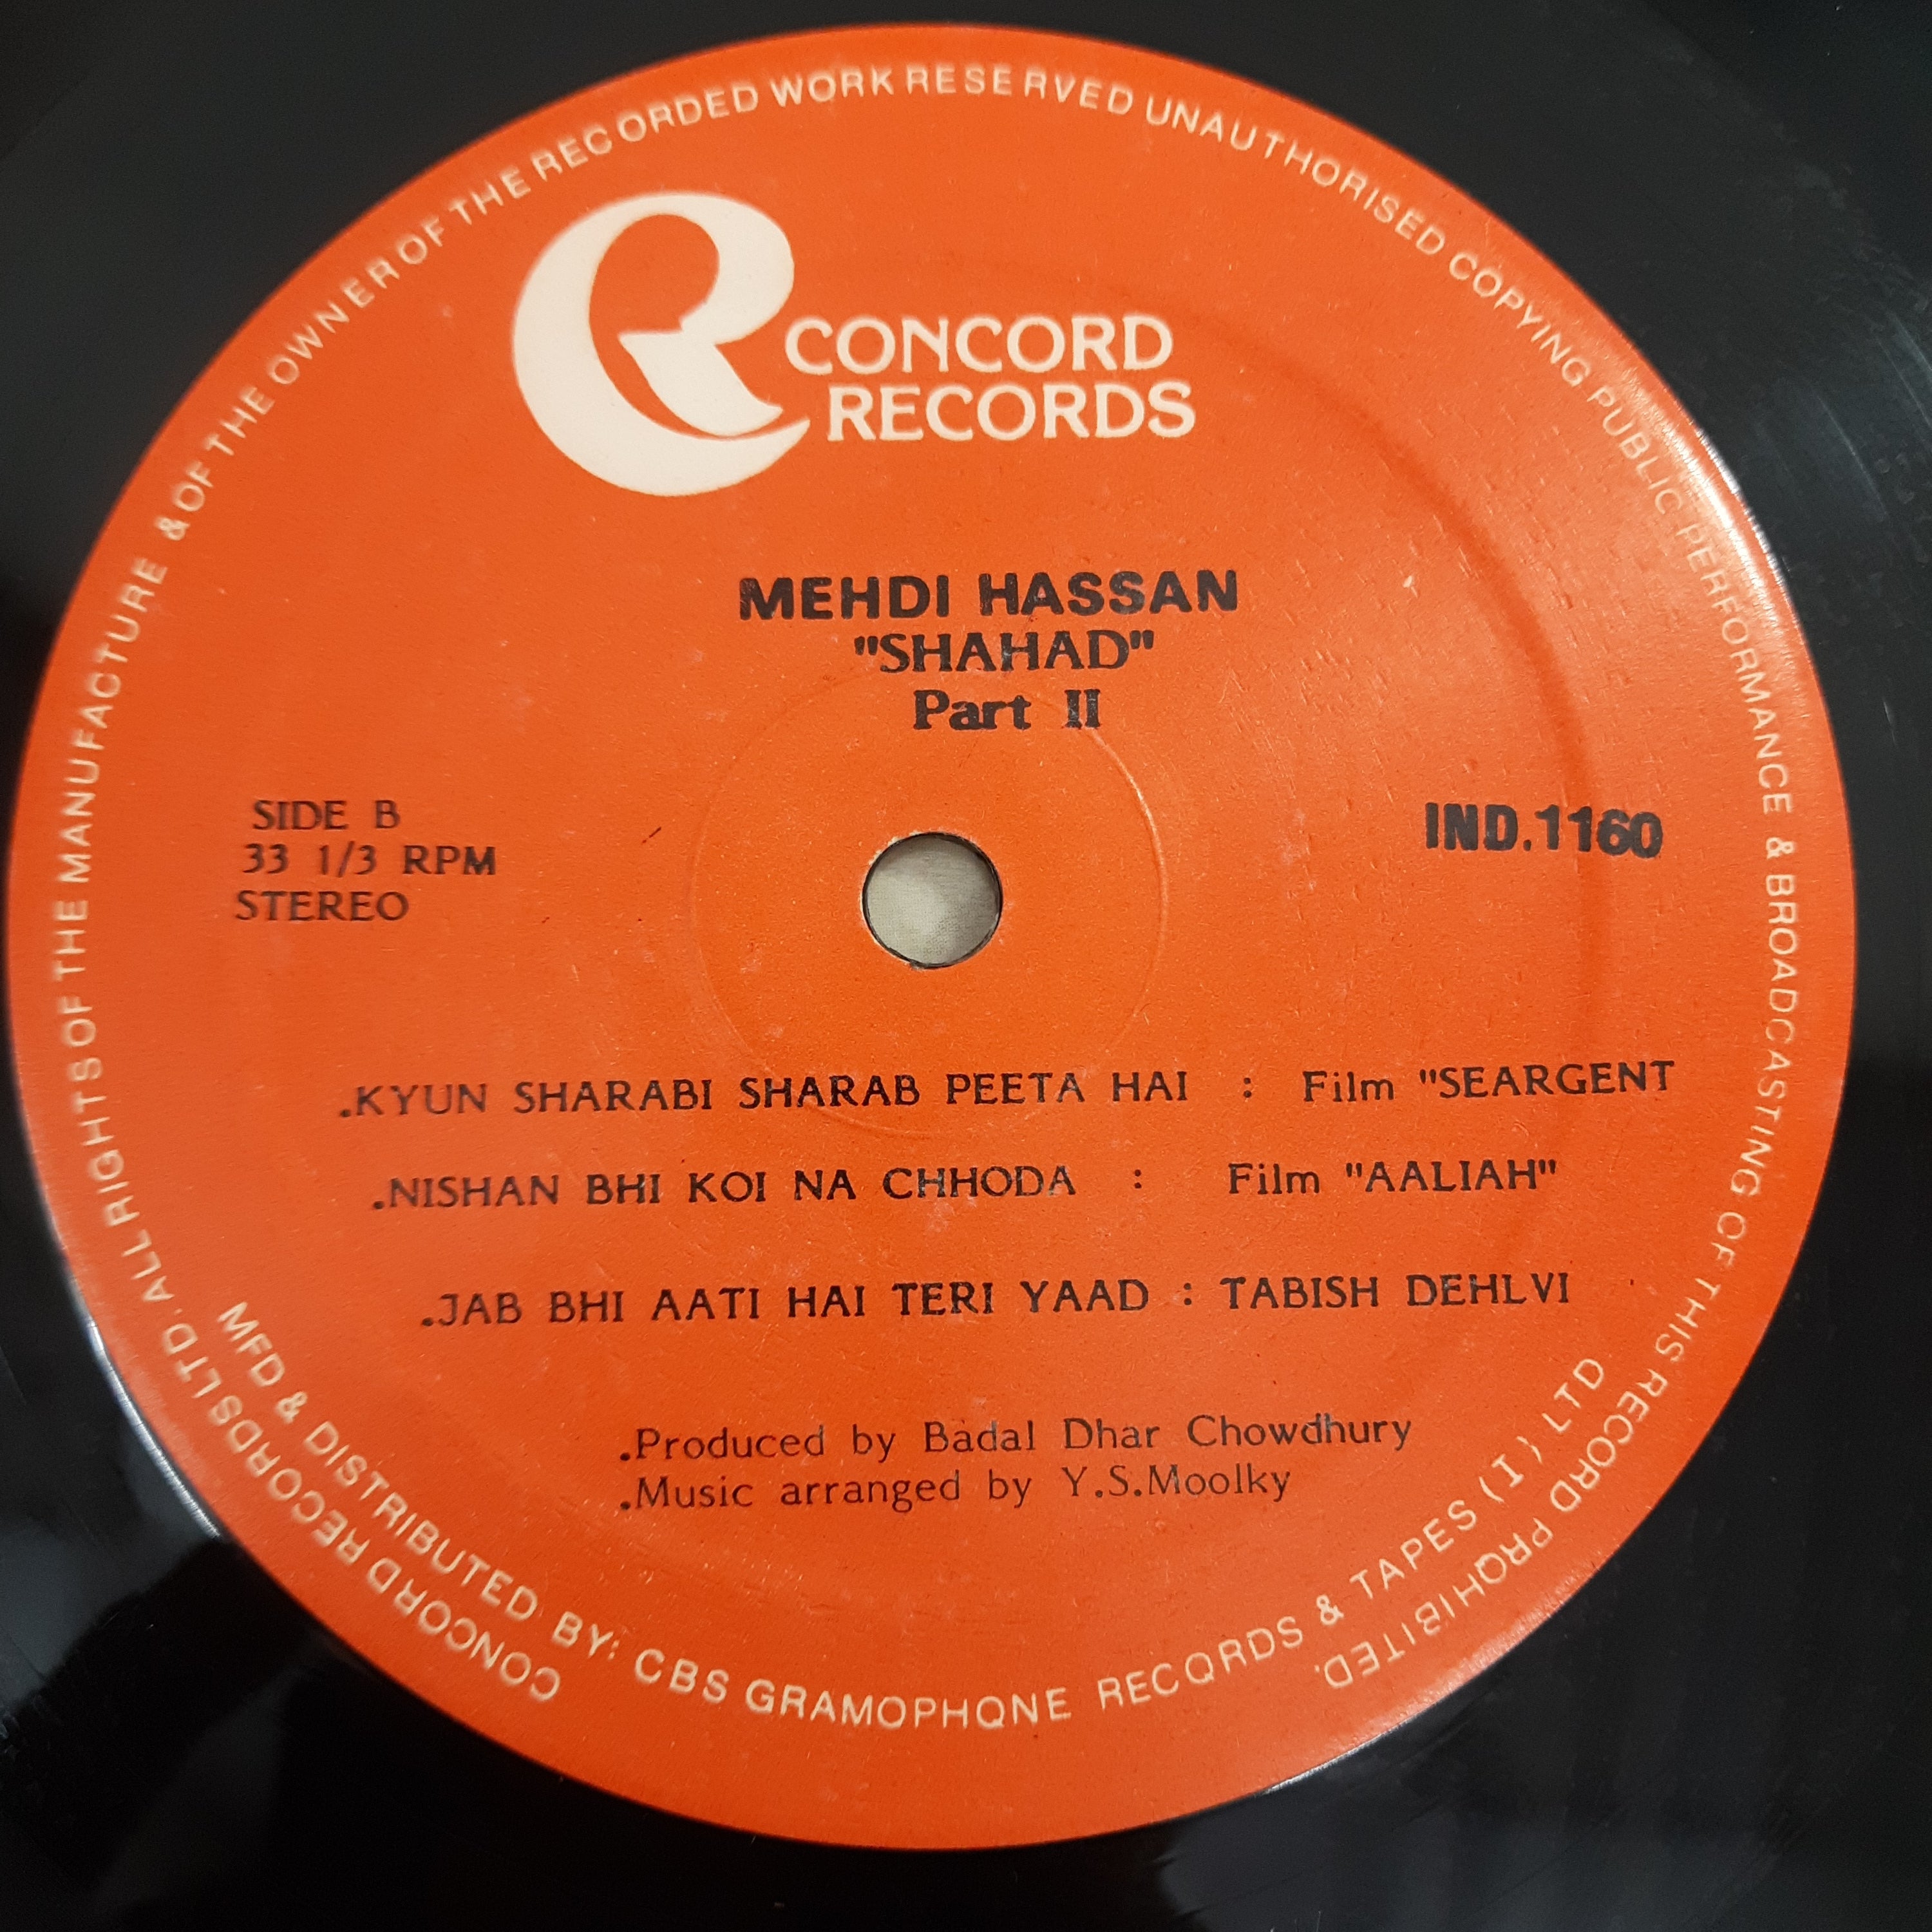 CONCORD RECORDS LTD. ALL RIGHTS OF THE MANUFACTURE & OF THE OWNER OF THE RECORDED WORK RESERVED UNAUTHORISED COPYING PUBLIC PERFORMANCE & BROADCASTING OF THIS RECORD PROHIBITED.
CONCORD
RECORDS
MEHDI HASSAN
"SHAHAD"
Part II
SIDE B
33 1/3 RPM
STEREO
IND.1160
.KYUN SHARABI SHARAB PEETA HAI : Film "SEARGENT
.NISHAN BHI KOI NA CHHODA : Film "AALIAH"
.JAB BHI AATI HAI TERI YAAD : TABISH DEHLVI
.Produced by Badal Dhar Chowdhury
.Music arranged by Y.S.Moolky
MFD & DISTRIBUTED BY: CBS GRAMOPHONE RECORDS & TAPES (I) LTD